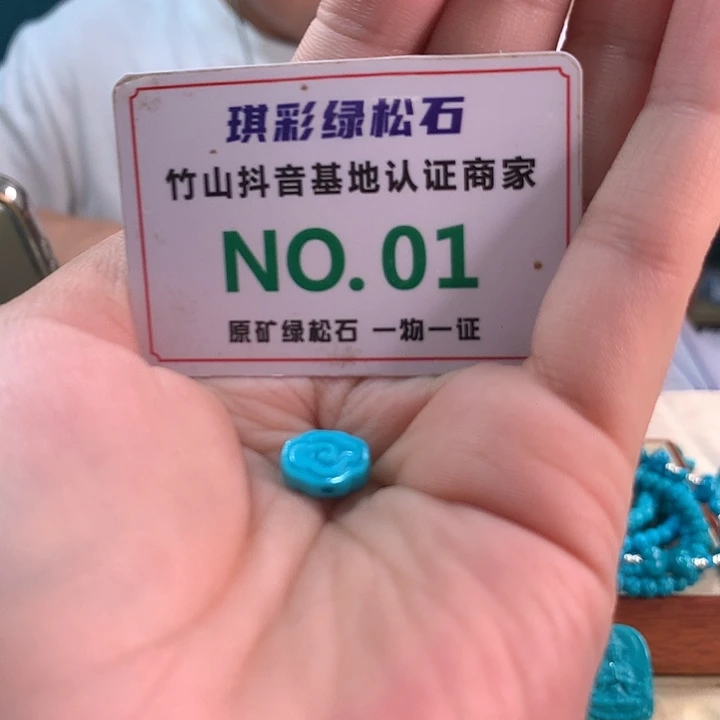 琪彩绿松石
竹山抖音基地认证商家
NO.01
原矿绿松石 一物一证